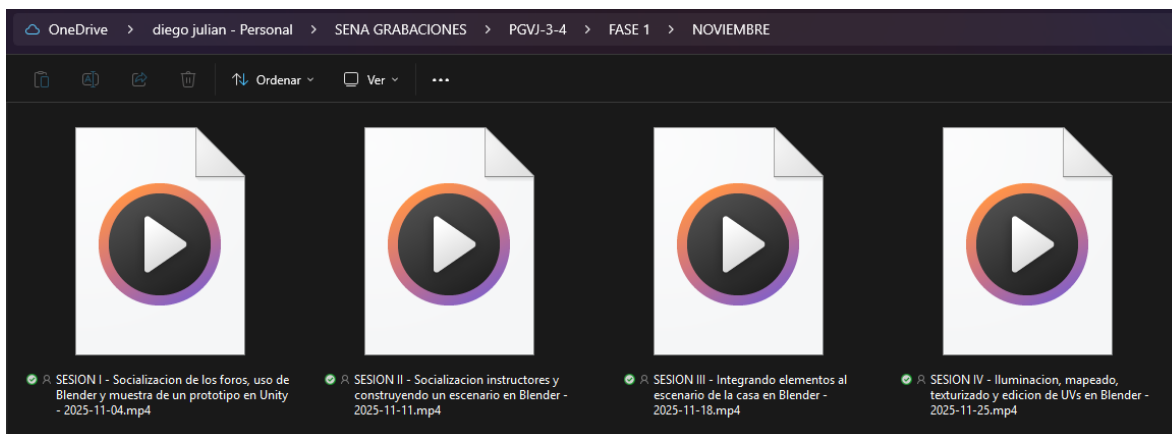 OneDrive > diego julian - Personal > SENA GRABACIONES > PGVJ-3-4 > FASE 1 > NOVIEMBRE
Ordenar Ver ...
SESION I - Socializacion de los foros, uso de
Blender y muestra de un prototipo en Unity
- 2025-11-04.mp4
SESION II - Socializacion instructores y
construyendo un escenario en Blender -
2025-11-11.mp4
SESION III - Integrando elementos al
escenario de la casa en Blender -
2025-11-18.mp4
SESION IV - Iluminacion, mapeado,
texturizado y edicion de UVs en Blender -
2025-11-25.mp4